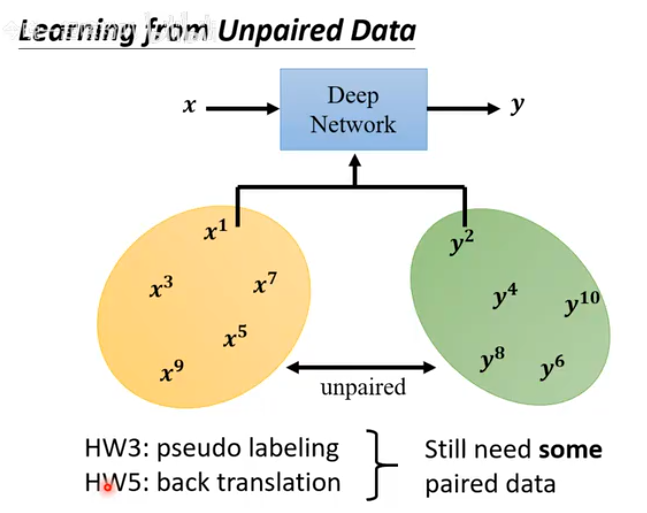 Learning from Unpaired Data
x
Deep
Network
y
x¹
x³
x⁷
x⁵
x⁹
y²
y⁴
y¹⁰
y⁸
y⁶
unpaired
HW3: pseudo labeling
HW5: back translation
Still need some
paired data